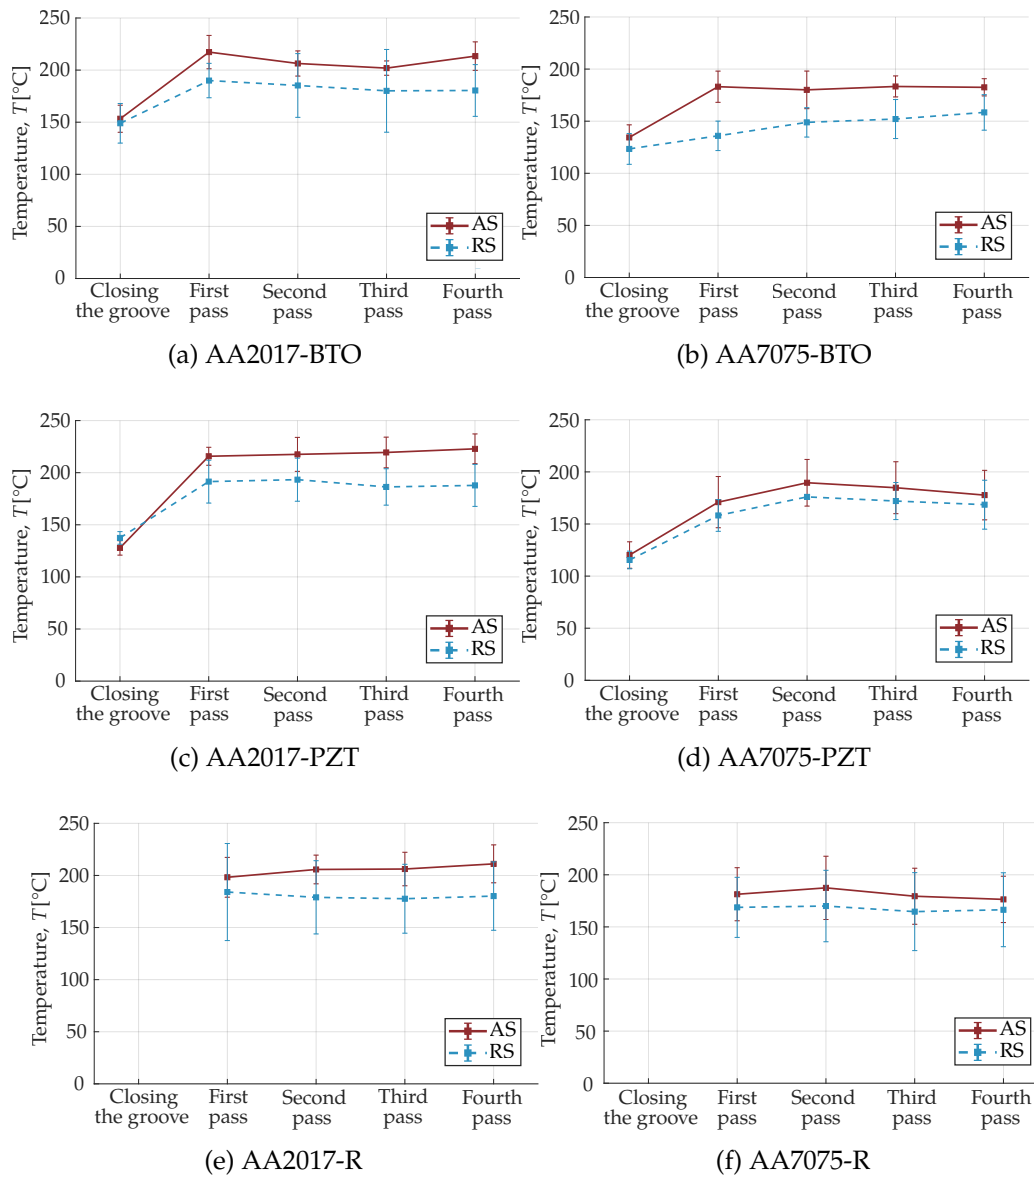 250
200
150
100
50
0
Temperature, T [°C]
AS
RS
Closing
the groove
First
pass
Second
pass
Third
pass
Fourth
pass
(a) AA2017-BTO
250
200
150
100
50
0
Temperature, T [°C]
AS
RS
Closing
the groove
First
pass
Second
pass
Third
pass
Fourth
pass
(b) AA7075-BTO
250
200
150
100
50
0
Temperature, T [°C]
AS
RS
Closing
the groove
First
pass
Second
pass
Third
pass
Fourth
pass
(c) AA2017-PZT
250
200
150
100
50
0
Temperature, T [°C]
AS
RS
Closing
the groove
First
pass
Second
pass
Third
pass
Fourth
pass
(d) AA7075-PZT
250
200
150
100
50
0
Temperature, T [°C]
AS
RS
Closing
the groove
First
pass
Second
pass
Third
pass
Fourth
pass
(e) AA2017-R
250
200
150
100
50
0
Temperature, T [°C]
AS
RS
Closing
the groove
First
pass
Second
pass
Third
pass
Fourth
pass
(f) AA7075-R